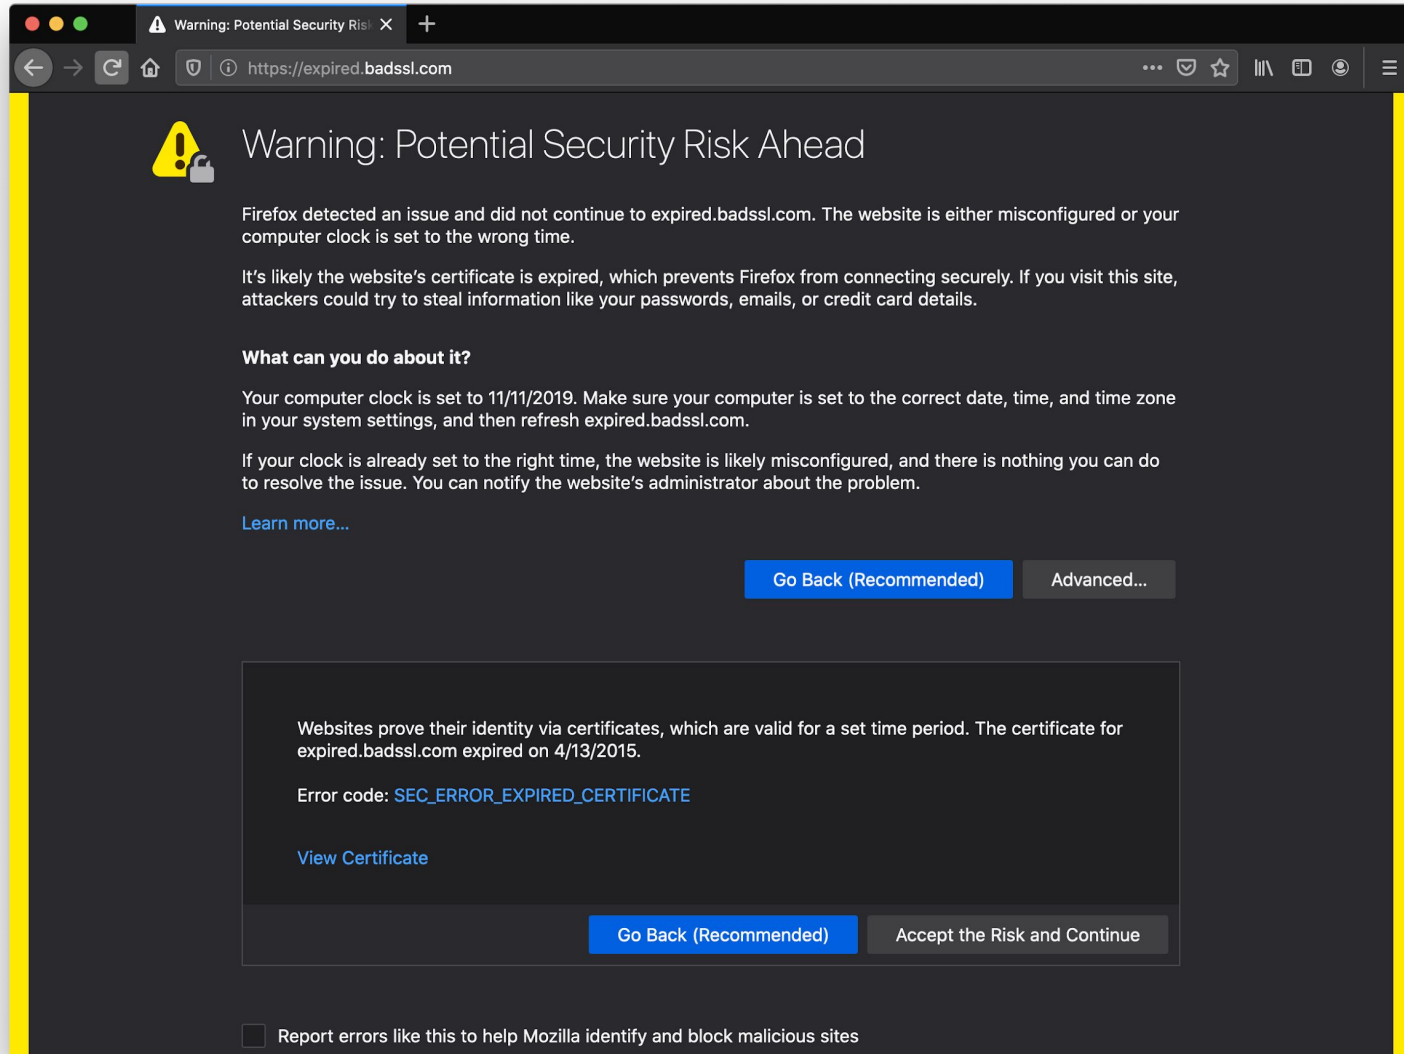 Warning: Potential Security Ris
https://expired.badssl.com
Warning: Potential Security Risk Ahead
Firefox detected an issue and did not continue to expired.badssl.com. The website is either misconfigured or your
computer clock is set to the wrong time.
It’s likely the website’s certificate is expired, which prevents Firefox from connecting securely. If you visit this site,
attackers could try to steal information like your passwords, emails, or credit card details.
What can you do about it?
Your computer clock is set to 11/11/2019. Make sure your computer is set to the correct date, time, and time zone
in your system settings, and then refresh expired.badssl.com.
If your clock is already set to the right time, the website is likely misconfigured, and there is nothing you can do
to resolve the issue. You can notify the website’s administrator about the problem.
Learn more...
Go Back (Recommended) Advanced...
Websites prove their identity via certificates, which are valid for a set time period. The certificate for
expired.badssl.com expired on 4/13/2015.
Error code: SEC_ERROR_EXPIRED_CERTIFICATE
View Certificate
Go Back (Recommended) Accept the Risk and Continue
Report errors like this to help Mozilla identify and block malicious sites